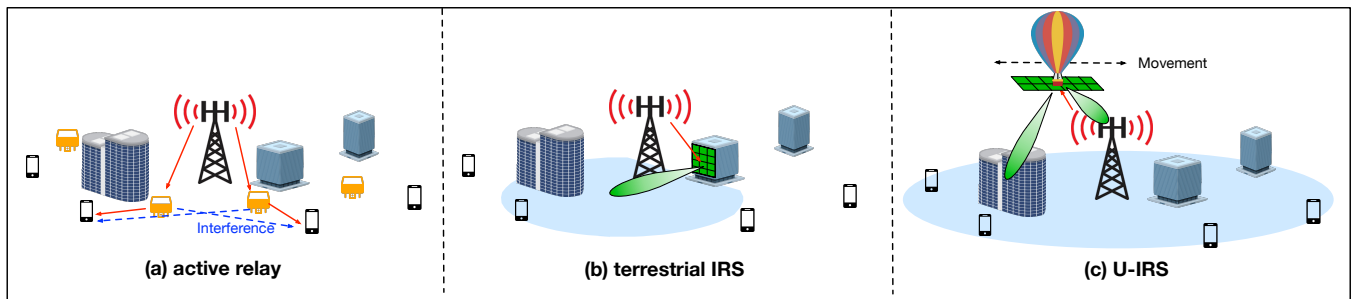 Movement
Interference
(a) active relay
(b) terrestrial IRS
(c) U-IRS